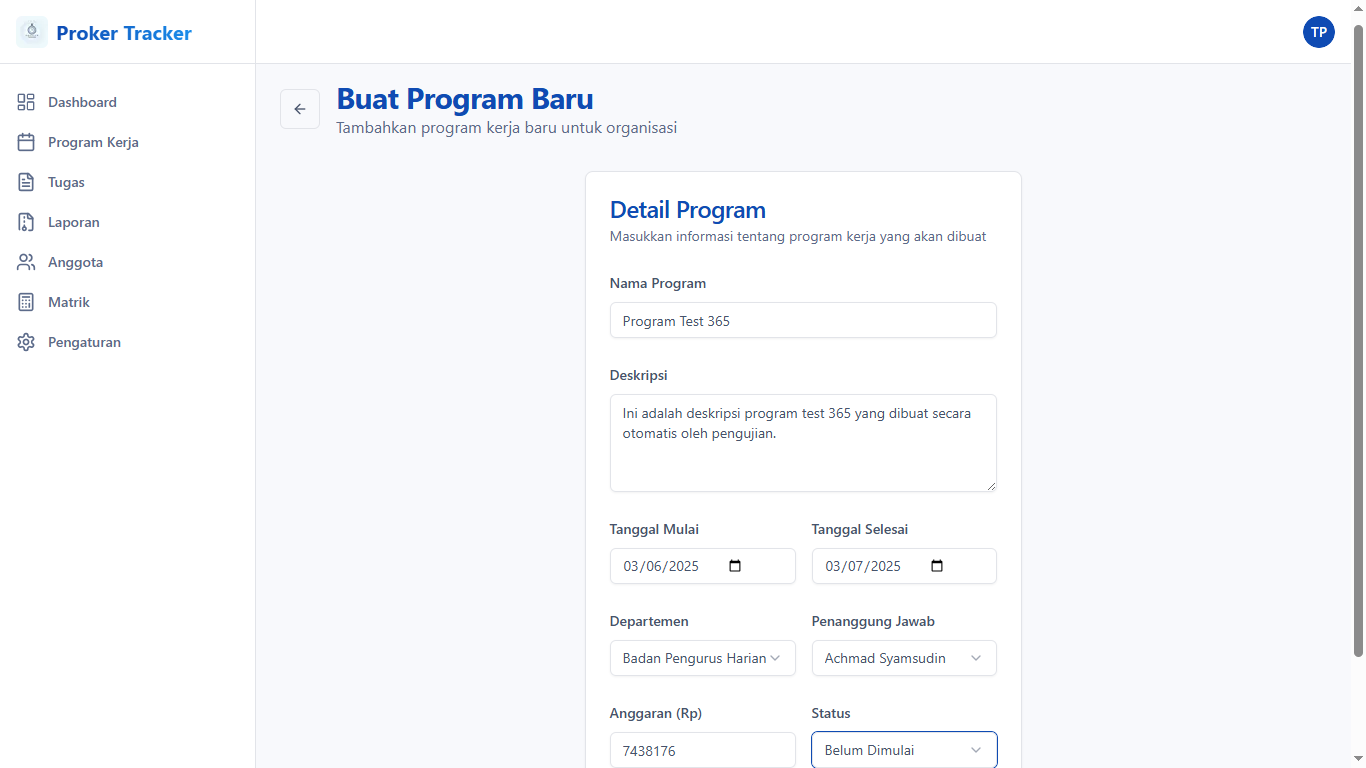 Proker Tracker
TP
Dashboard
Program Kerja
Tugas
Laporan
Anggota
Matrik
Pengaturan
Buat Program Baru
Tambahkan program kerja baru untuk organisasi
Detail Program
Masukkan informasi tentang program kerja yang akan dibuat
Nama Program
Program Test 365
Deskripsi
Ini adalah deskripsi program test 365 yang dibuat secara
otomatis oleh pengujian.
Tanggal Mulai
Tanggal Selesai
03/06/2025
03/07/2025
Departemen
Penanggung Jawab
Badan Pengurus Harian
Achmad Syamsudin
Anggaran (Rp)
Status
7438176
Belum Dimulai